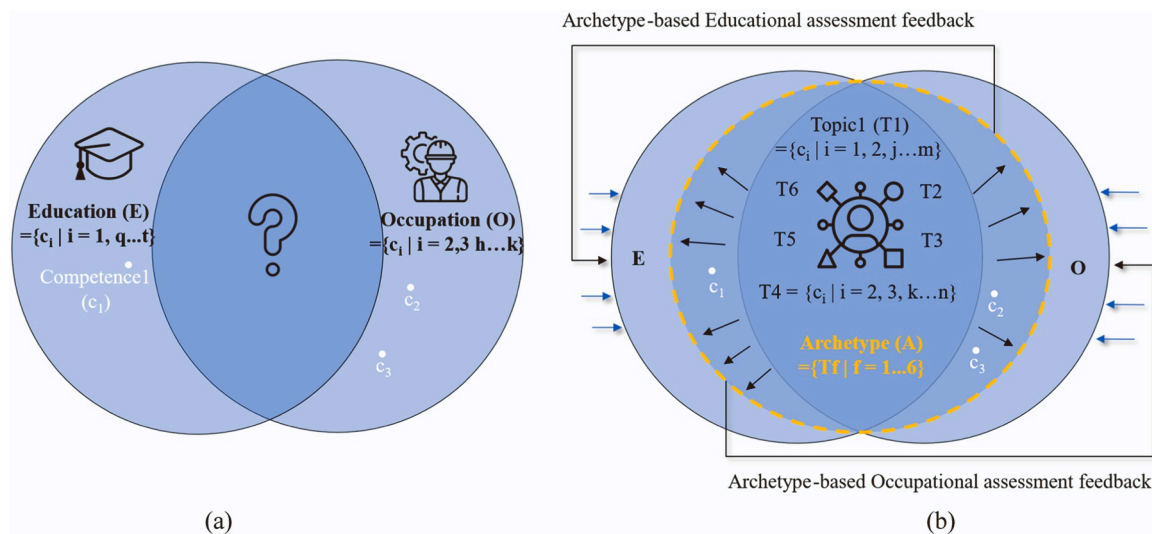 Education (E)
={cᵢ | i = 1, q...t}
Competence1
(c₁)
Occupation (O)
={cᵢ | i = 2,3 h…k}
c₂
c₃
(a)
Archetype-based Educational assessment feedback
Topic1 (T1)
={cᵢ | i = 1, 2, j…m}
T6
T2
T5
T3
E
O
c₁
T4 = {cᵢ | i = 2, 3, k…n}
c₂
Archetype (A)
={Tf | f = 1...6}
c₃
Archetype-based Occupational assessment feedback
(b)